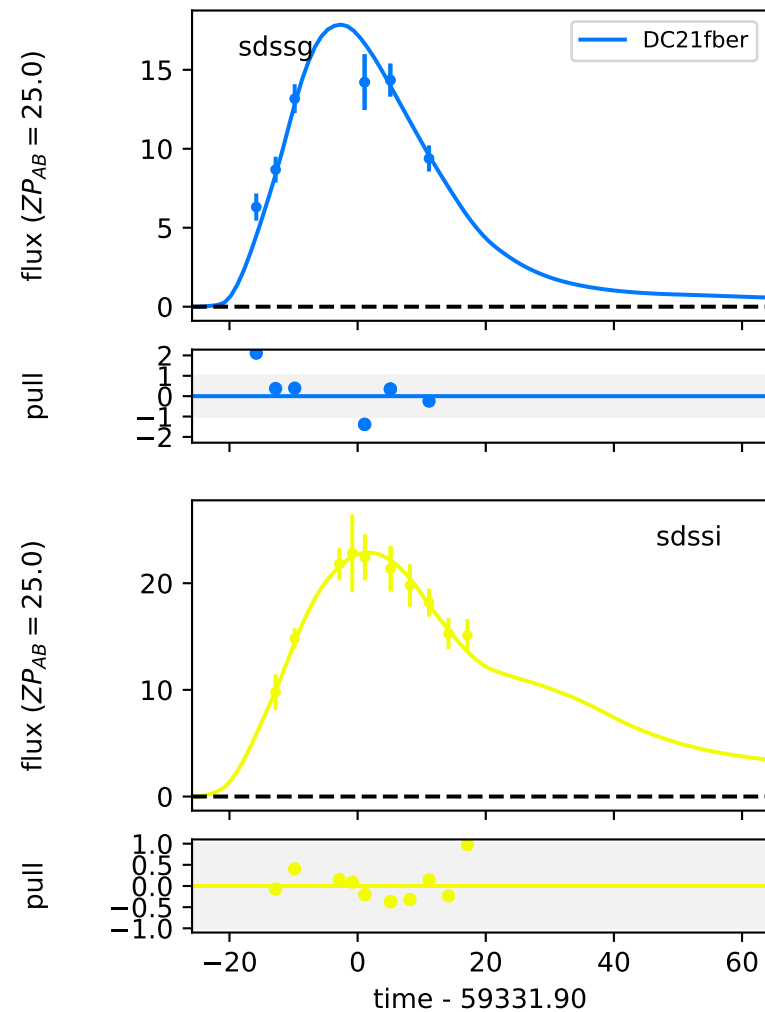 sdssg
DC21fber
flux (ZP_AB = 25.0)
15
10
5
0
pull
2
1
0
−1
−2
sdssi
flux (ZP_AB = 25.0)
20
10
0
pull
1.0
0.5
0.0
−0.5
−1.0
−20 0 20 40 60
time - 59331.90